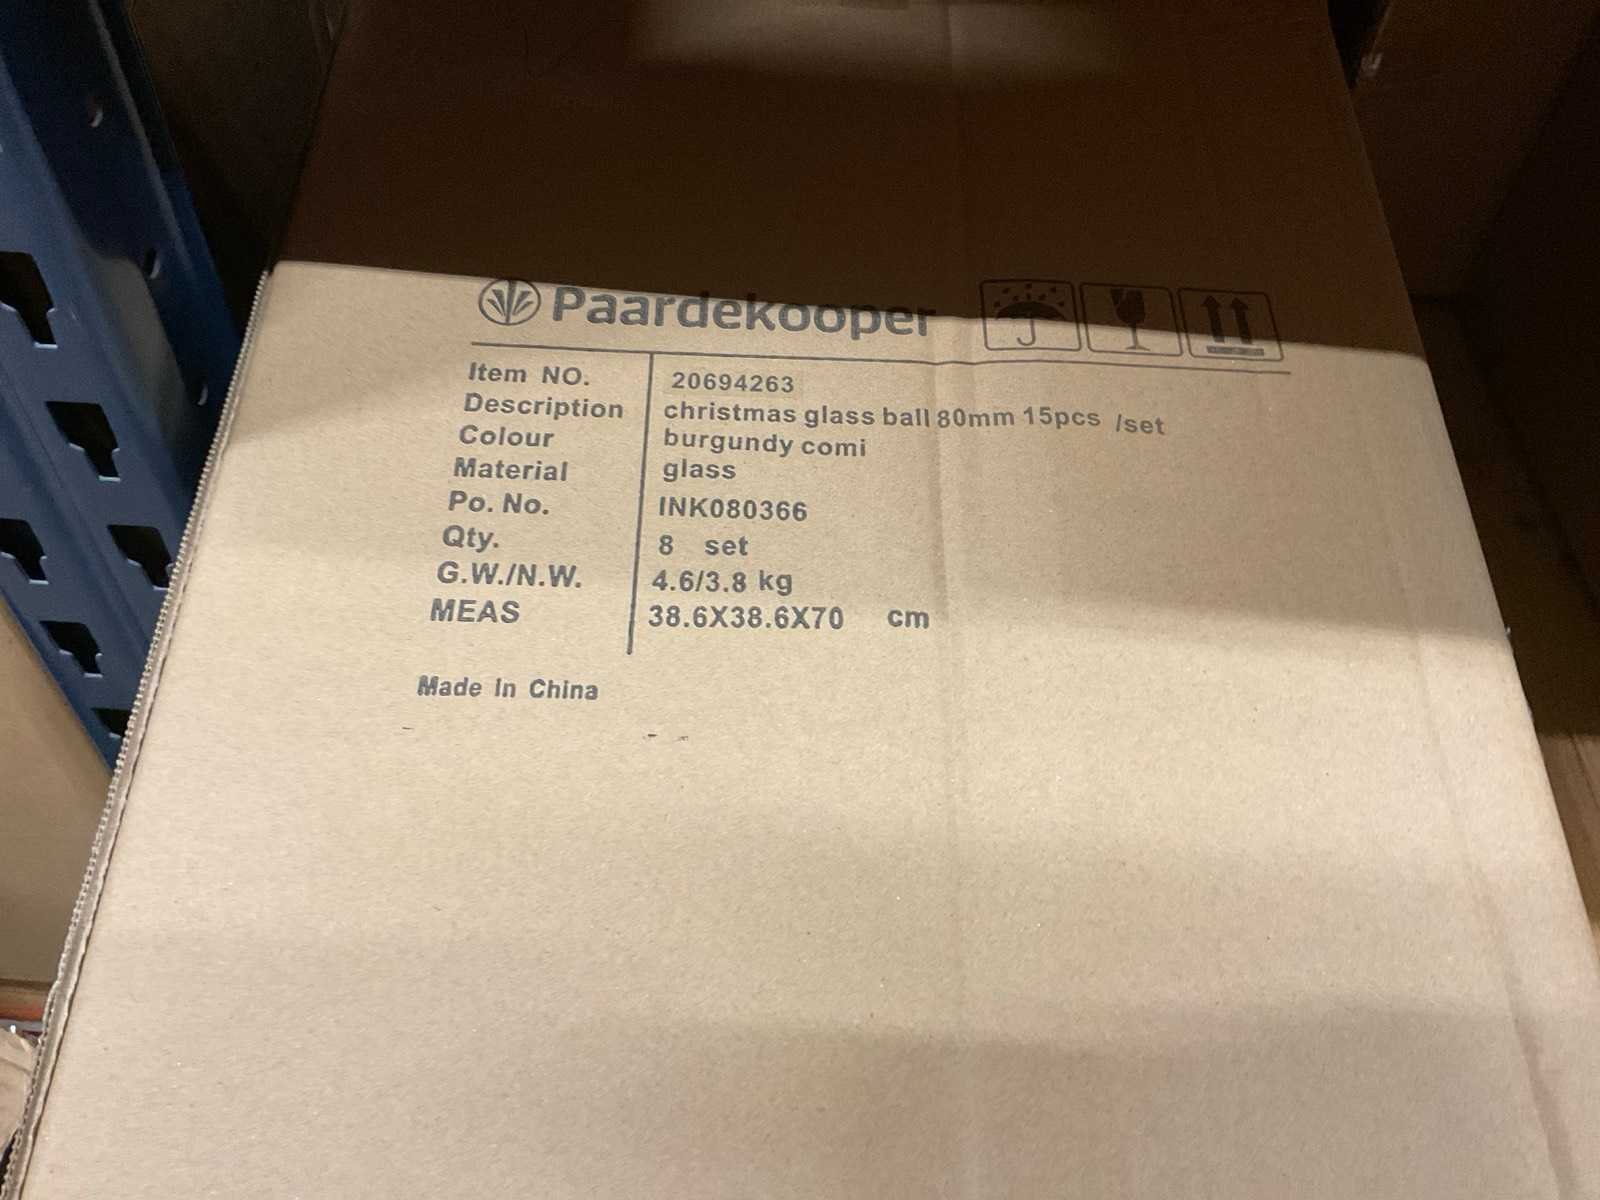 Paardekooper
Item NO. 20694263
Description christmas glass ball 80mm 15pcs /set
Colour burgundy comi
Material glass
Po. No. INK080366
Qty. 8 set
G.W./N.W. 4.6/3.8 kg
MEAS 38.6X38.6X70 cm
Made In China